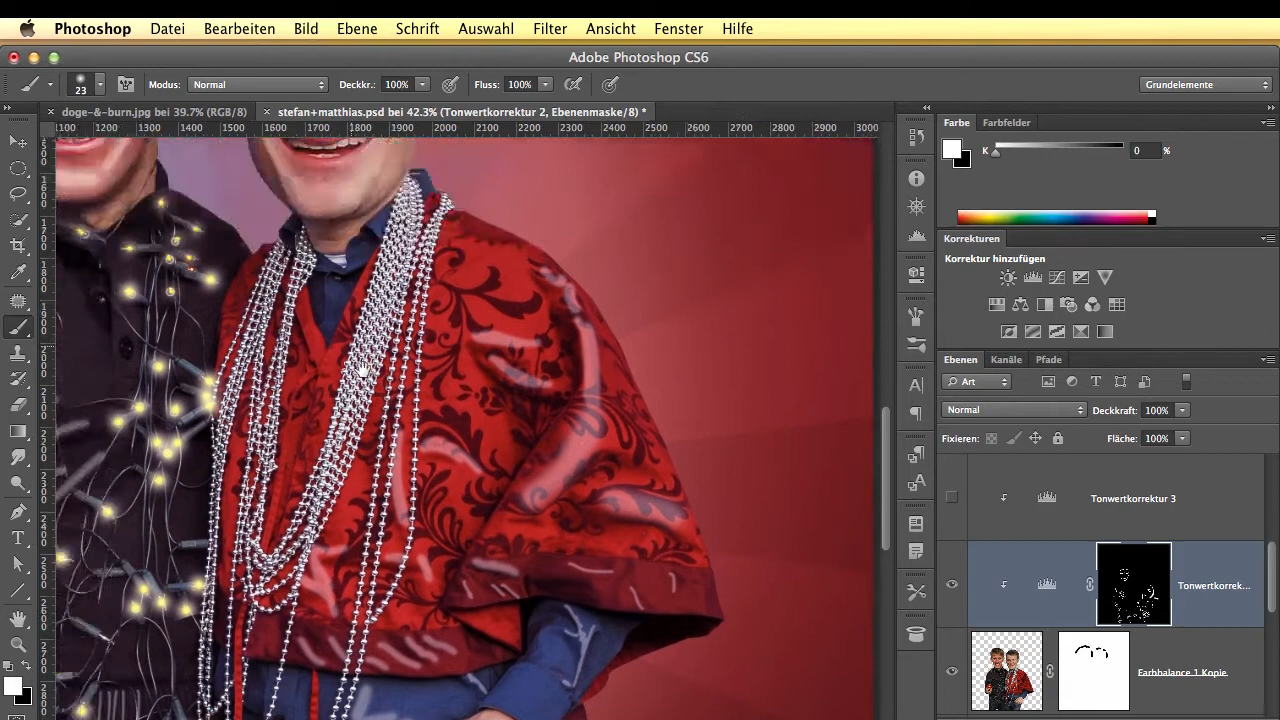 Photoshop Datei Bearbeiten Bild Ebene Schrift Auswahl Filter Ansicht Fenster Hilfe
Adobe Photoshop CS6
23 Modus: Normal Deckkr.: 100% Fluss: 100% Grundelemente
doge-&-burn.jpg bei 39.7% (RGB/8) stefan+matthias.psd bei 42.3% (Tonwertkorrektur 2, Ebenenmaske/8) *
1100 1200 1300 1400 1500 1600 1700 1800 1900 2000 2100 2200 2300 2400 2500 2600 2700 2800 2900 3000
Farbe Farbfelder
K 0 %
Korrekturen
Korrektur hinzufügen
Ebenen Kanäle Pfade
Art
Normal Deckkraft: 100%
Fixieren: Fläche: 100%
Tonwertkorrektur 3
Tonwertkorrek...
Farbbalance 1 Kopie